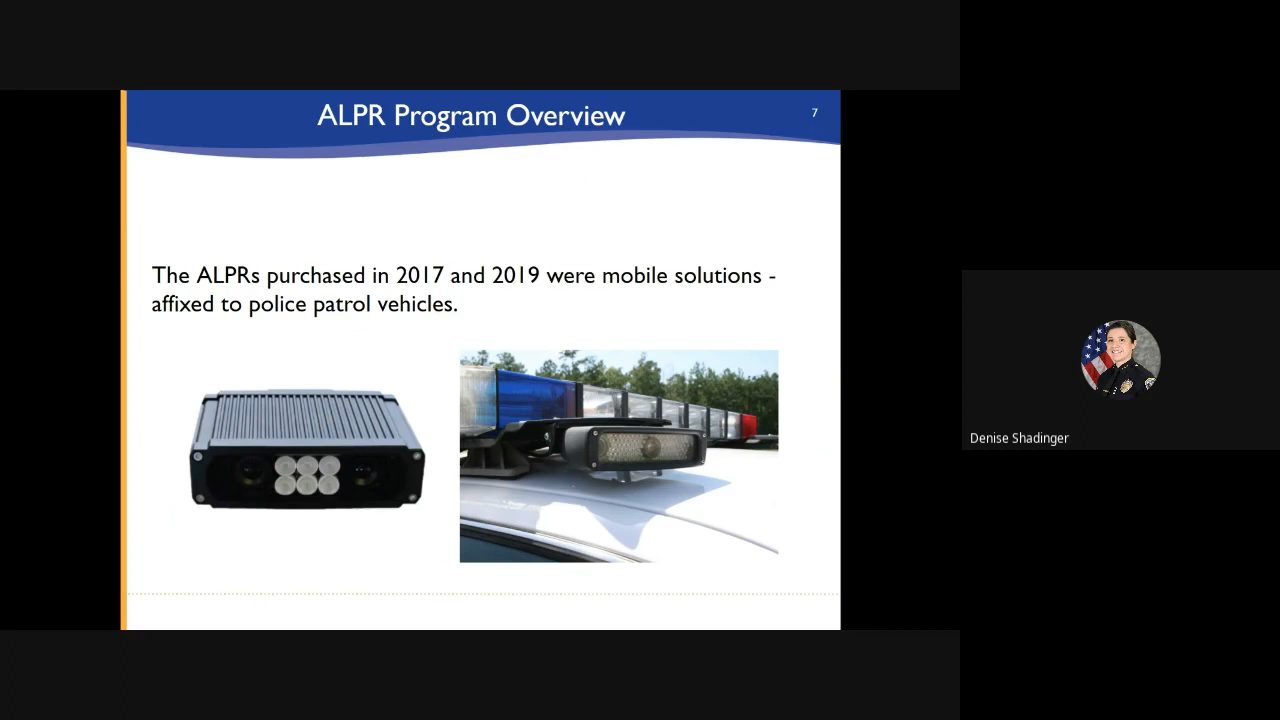 ALPR Program Overview
7
The ALPRs purchased in 2017 and 2019 were mobile solutions -
affixed to police patrol vehicles.
Denise Shadinger